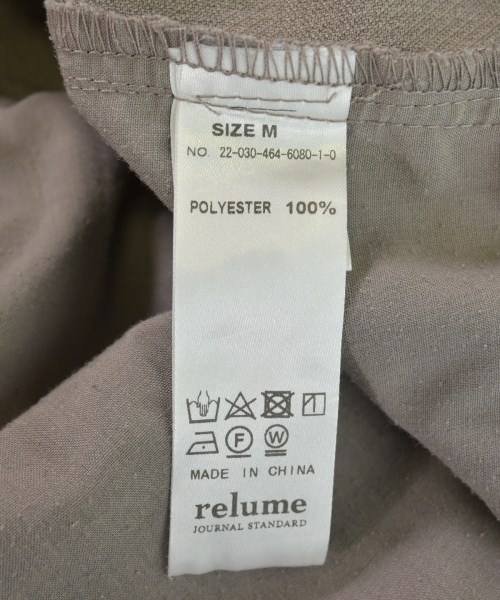 SIZE M
NO. 22-030-464-6080-1-0
POLYESTER 100%
F W
MADE IN CHINA
relume
JOURNAL STANDARD